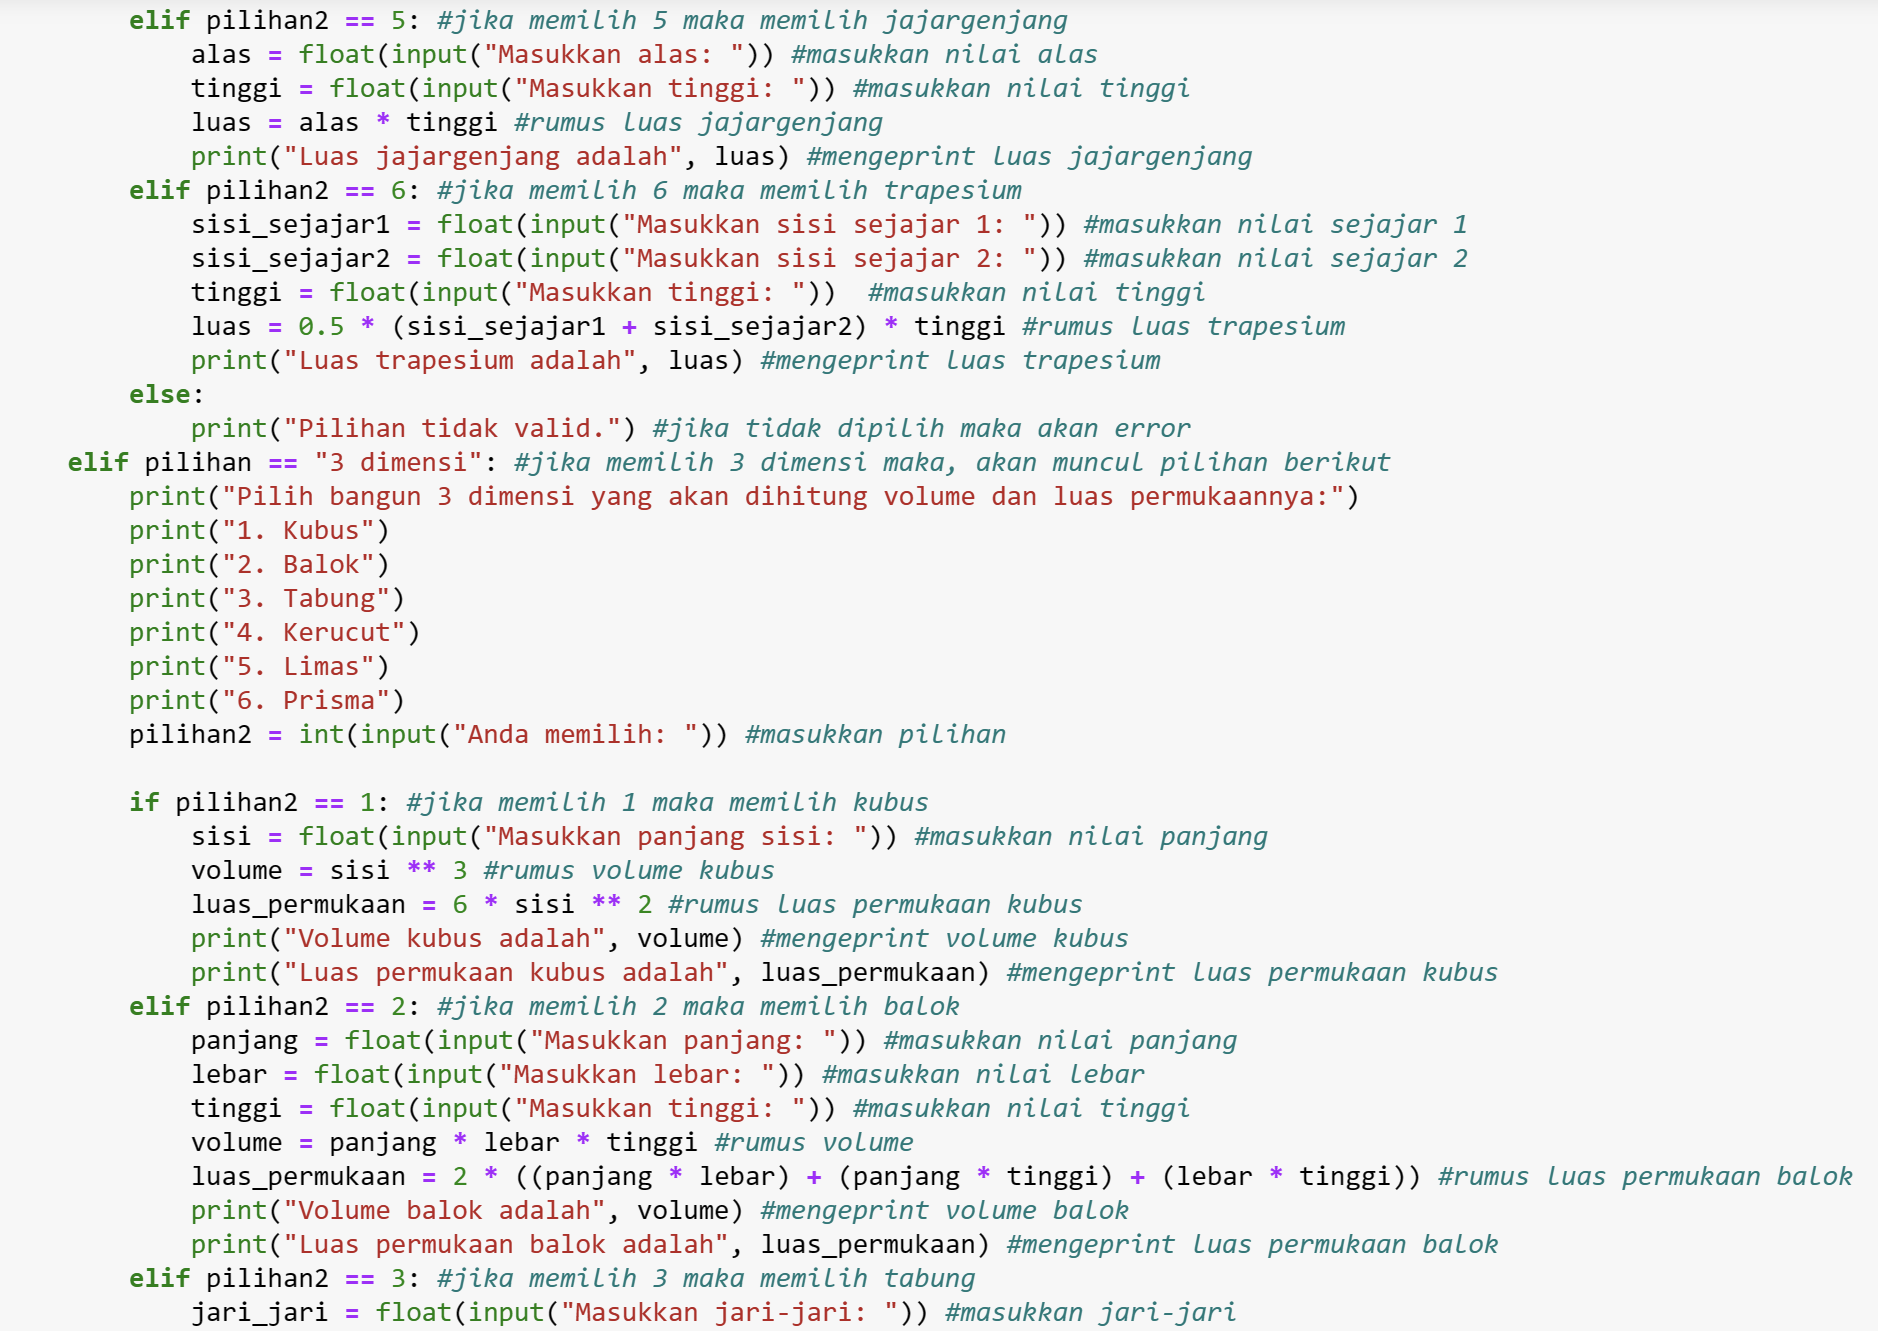 elif pilihan2 == 5: #jika memilih 5 maka memilih jajargenjang
        alas = float(input("Masukkan alas: ")) #masukkan nilai alas
        tinggi = float(input("Masukkan tinggi: ")) #masukkan nilai tinggi
        luas = alas * tinggi #rumus luas jajargenjang
        print("Luas jajargenjang adalah", luas) #mengeprint luas jajargenjang
    elif pilihan2 == 6: #jika memilih 6 maka memilih trapesium
        sisi_sejajar1 = float(input("Masukkan sisi sejajar 1: ")) #masukkan nilai sejajar 1
        sisi_sejajar2 = float(input("Masukkan sisi sejajar 2: ")) #masukkan nilai sejajar 2
        tinggi = float(input("Masukkan tinggi: "))  #masukkan nilai tinggi
        luas = 0.5 * (sisi_sejajar1 + sisi_sejajar2) * tinggi #rumus luas trapesium
        print("Luas trapesium adalah", luas) #mengeprint luas trapesium
    else:
        print("Pilihan tidak valid.") #jika tidak dipilih maka akan error
elif pilihan == "3 dimensi": #jika memilih 3 dimensi maka, akan muncul pilihan berikut
    print("Pilih bangun 3 dimensi yang akan dihitung volume dan luas permukaannya:")
    print("1. Kubus")
    print("2. Balok")
    print("3. Tabung")
    print("4. Kerucut")
    print("5. Limas")
    print("6. Prisma")
    pilihan2 = int(input("Anda memilih: ")) #masukkan pilihan

    if pilihan2 == 1: #jika memilih 1 maka memilih kubus
        sisi = float(input("Masukkan panjang sisi: ")) #masukkan nilai panjang
        volume = sisi ** 3 #rumus volume kubus
        luas_permukaan = 6 * sisi ** 2 #rumus luas permukaan kubus
        print("Volume kubus adalah", volume) #mengeprint volume kubus
        print("Luas permukaan kubus adalah", luas_permukaan) #mengeprint luas permukaan kubus
    elif pilihan2 == 2: #jika memilih 2 maka memilih balok
        panjang = float(input("Masukkan panjang: ")) #masukkan nilai panjang
        lebar = float(input("Masukkan lebar: ")) #masukkan nilai lebar
        tinggi = float(input("Masukkan tinggi: ")) #masukkan nilai tinggi
        volume = panjang * lebar * tinggi #rumus volume
        luas_permukaan = 2 * ((panjang * lebar) + (panjang * tinggi) + (lebar * tinggi)) #rumus luas permukaan balok
        print("Volume balok adalah", volume) #mengeprint volume balok
        print("Luas permukaan balok adalah", luas_permukaan) #mengeprint luas permukaan balok
    elif pilihan2 == 3: #jika memilih 3 maka memilih tabung
        jari_jari = float(input("Masukkan jari-jari: ")) #masukkan jari-jari